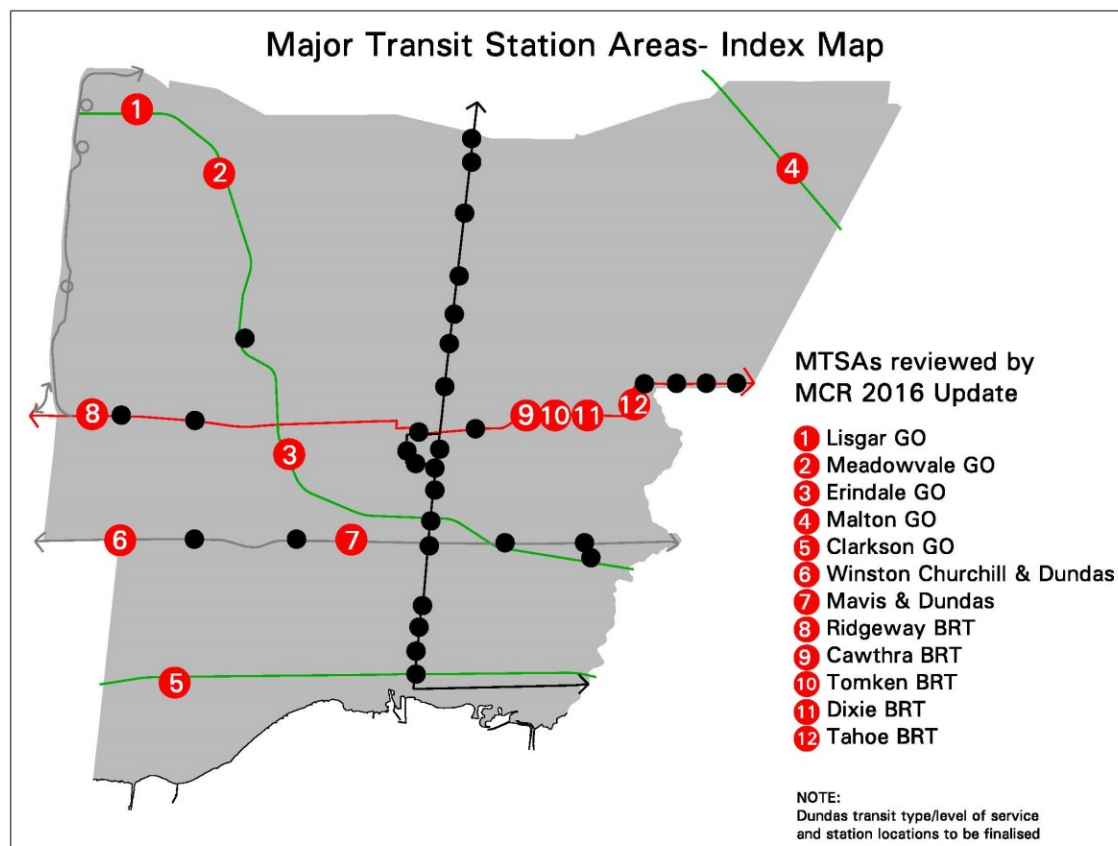 Major Transit Station Areas- Index Map
1
2
4
8
9
10
11
12
3
6
7
5
MTSAs reviewed by
MCR 2016 Update
1 Lisgar GO
2 Meadowvale GO
3 Erindale GO
4 Malton GO
5 Clarkson GO
6 Winston Churchill & Dundas
7 Mavis & Dundas
8 Ridgeway BRT
9 Cawthra BRT
10 Tomken BRT
11 Dixie BRT
12 Tahoe BRT
NOTE:
Dundas transit type/level of service
and station locations to be finalised